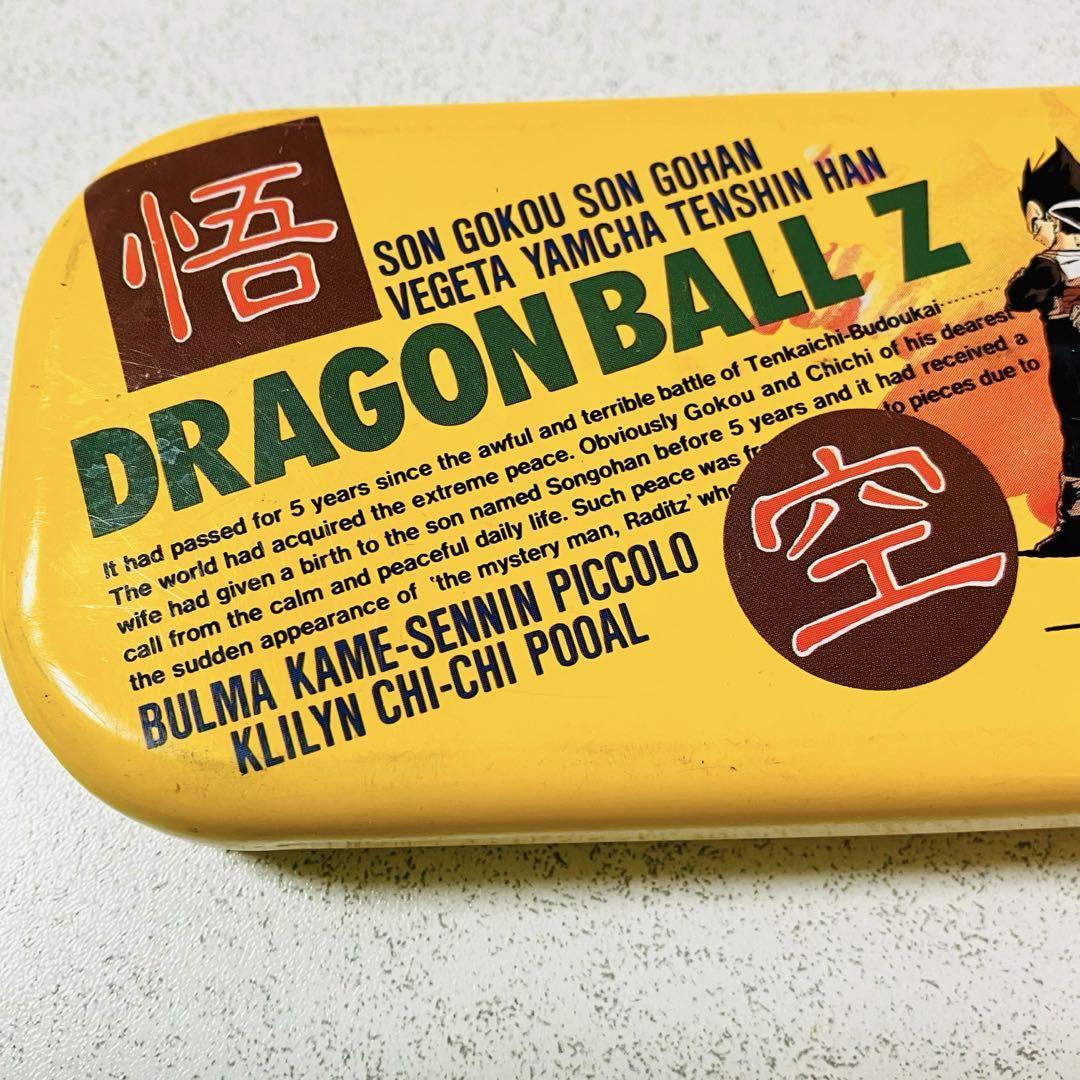 悟
SON GOKOU SON GOHAN
VEGETA YAMCHA TENSHIN HAN
DRAGON BALL Z
It had passed for 5 years since the awful and terrible battle of Tenkaichi-Budoukai........
The world had acquired the extreme peace. Obviously Gokou and Chichi of his dearest
wife had given a birth to the son named Songohan before 5 years and it had received a
call from the calm and peaceful daily life. Such peace was to pieces due to
the sudden appearance of ‘the mystery man, Raditz’
空
BULMA KAME-SENNIN PICCOLO
KLILYN CHI-CHI POOAL